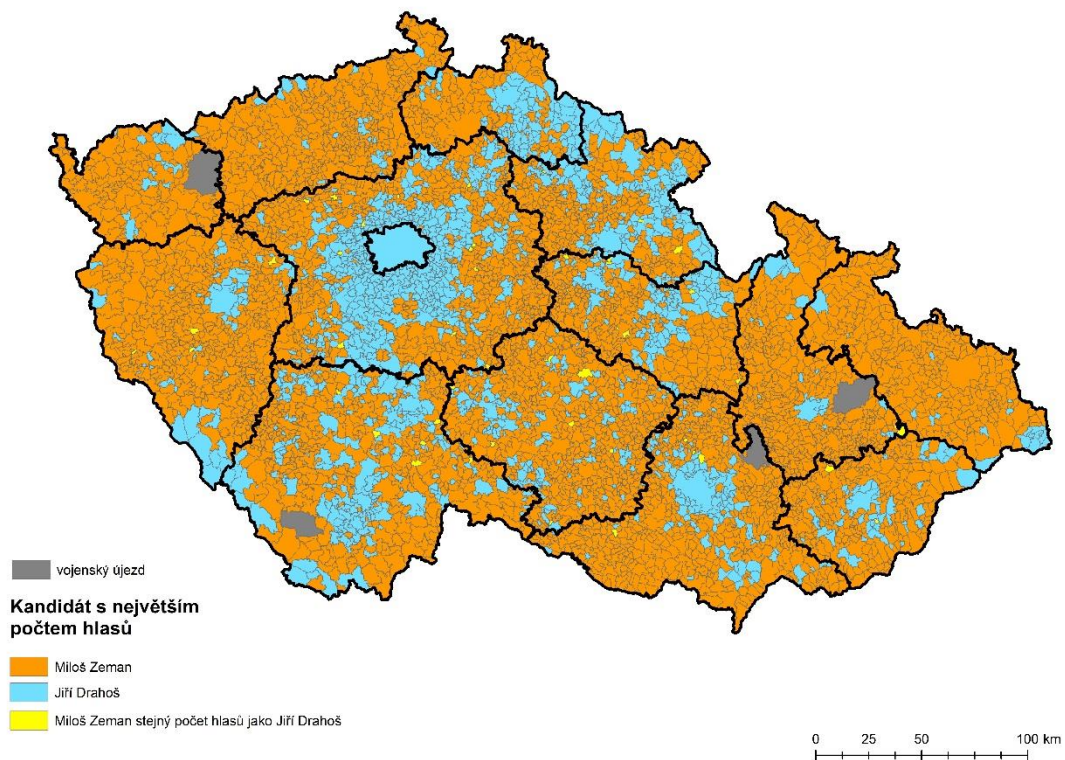 vojenský újezd
Kandidát s největším
počtem hlasů
Miloš Zeman
Jiří Drahoš
Miloš Zeman stejný počet hlasů jako Jiří Drahoš
0 25 50 100 km